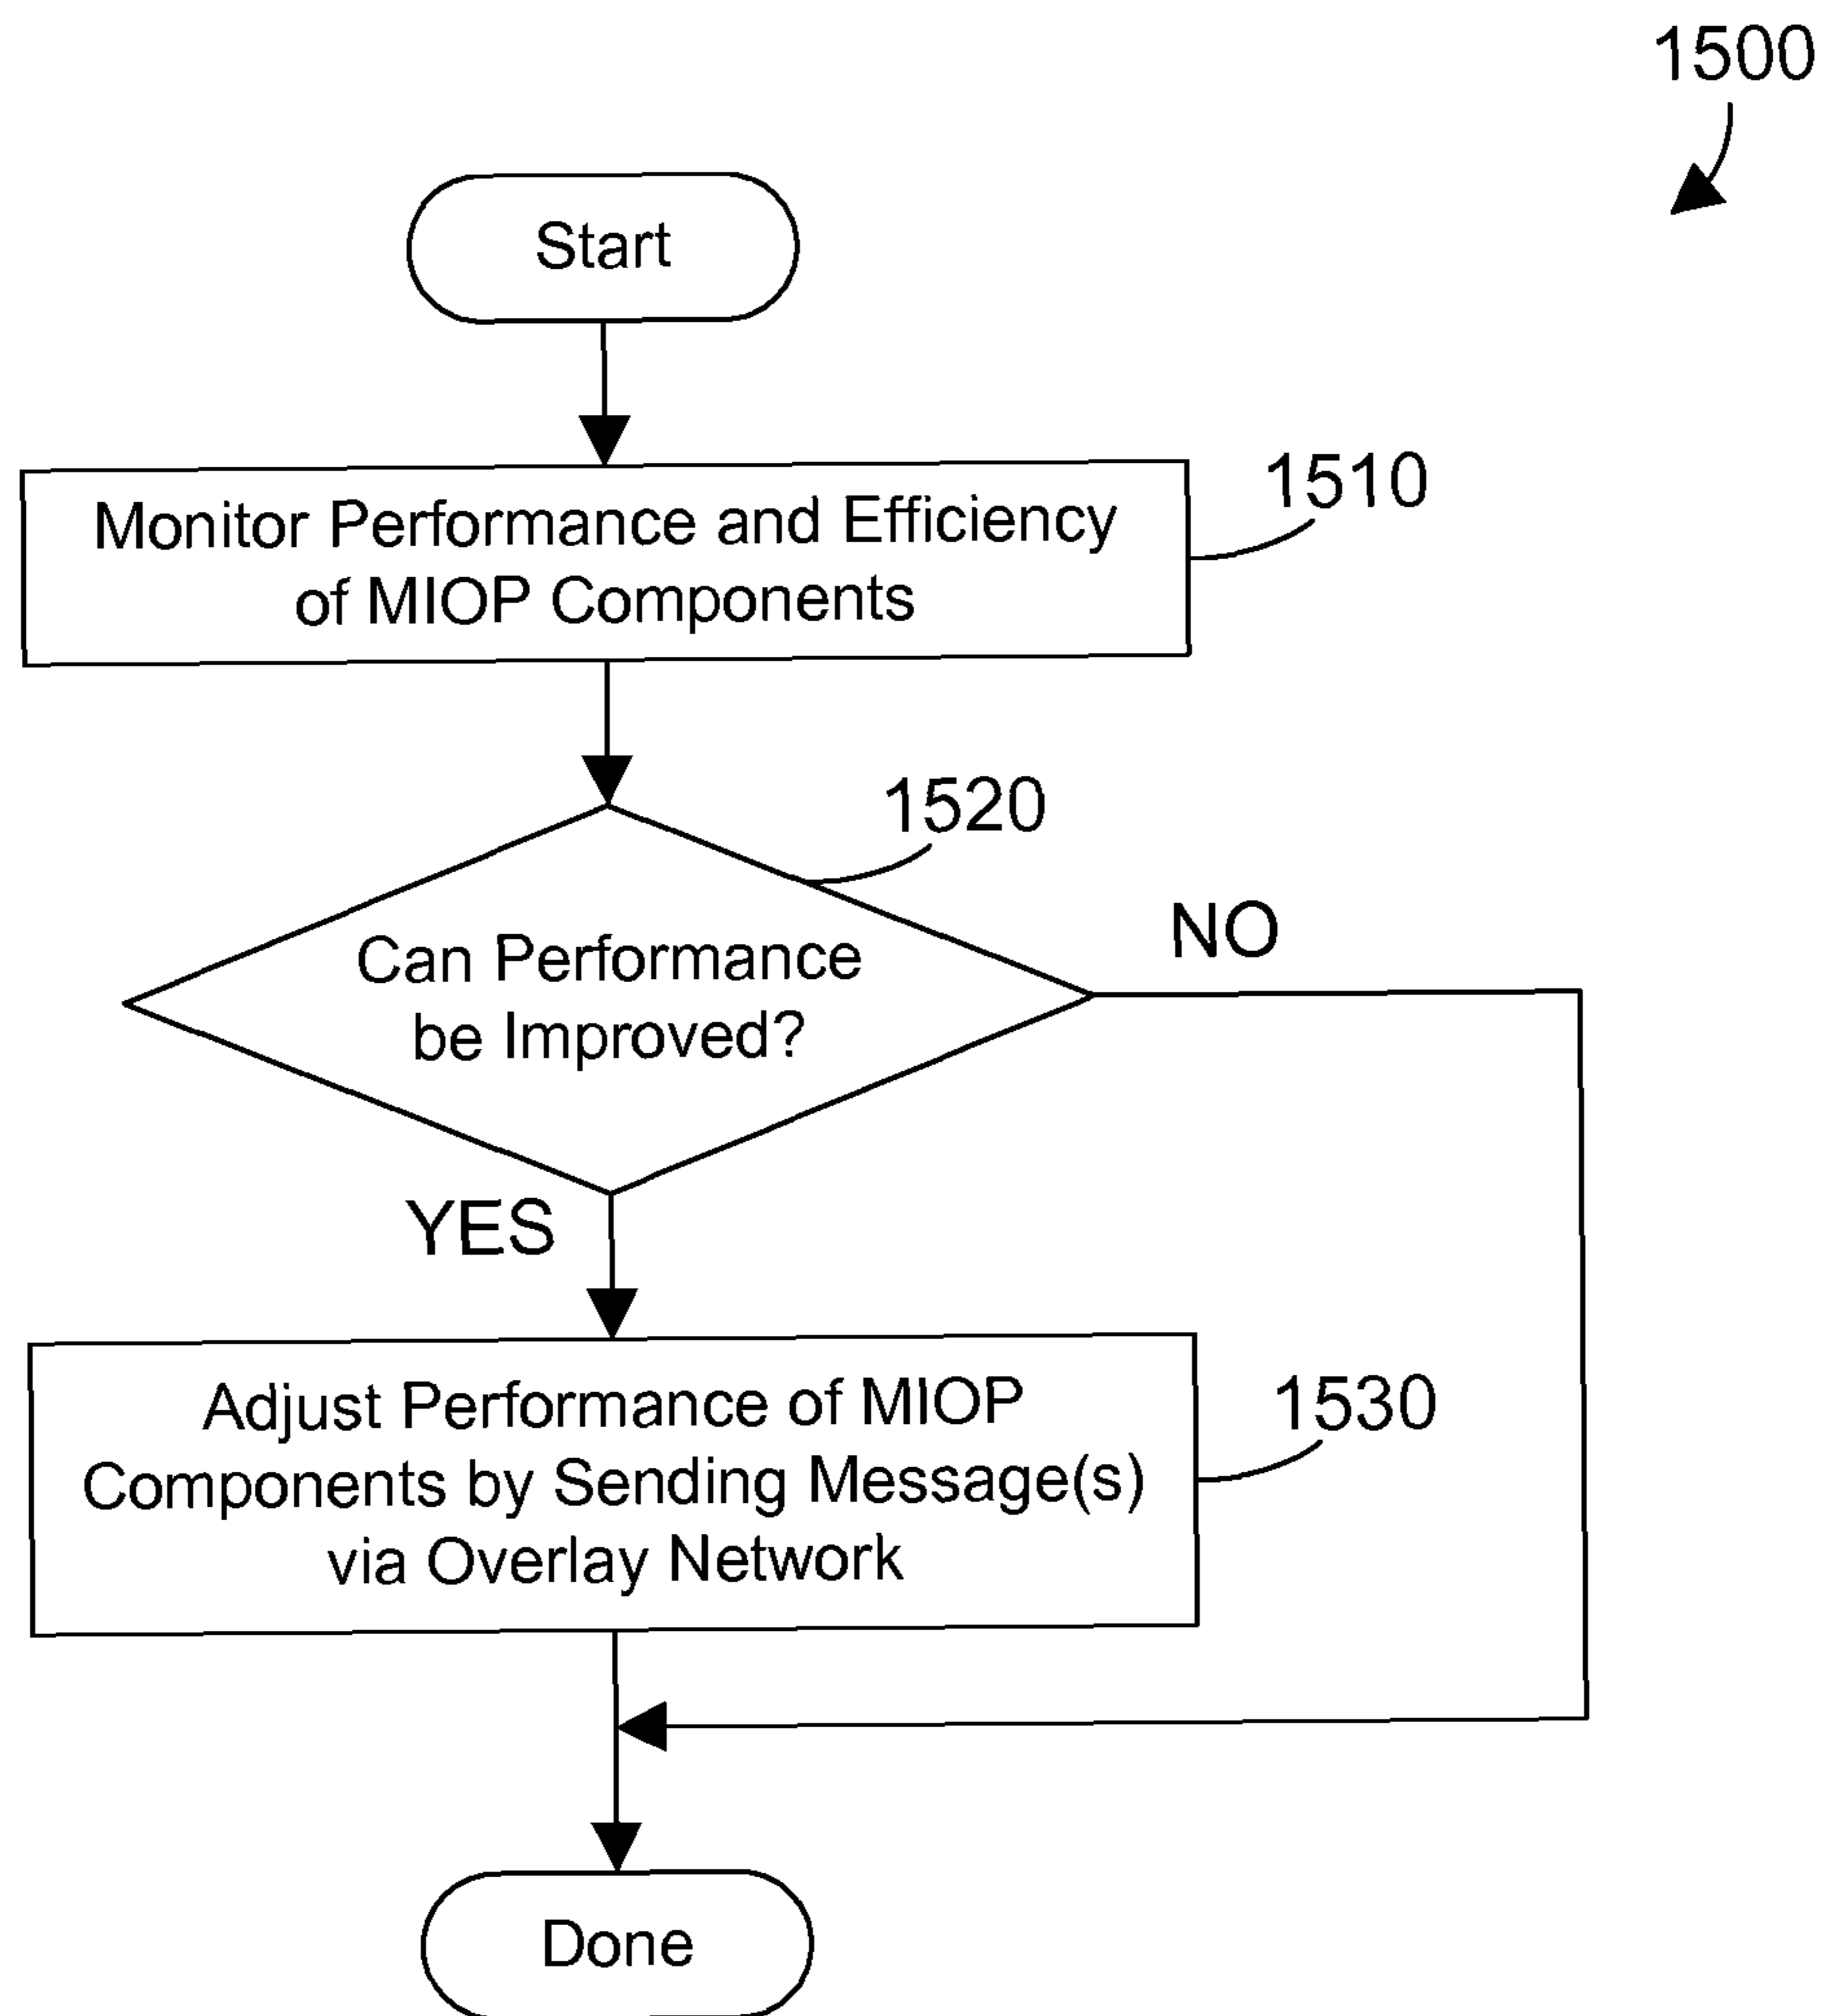 1500
Start
Monitor Performance and Efficiency
of MIOP Components
1510
1520
Can Performance
be Improved?
NO
YES
Adjust Performance of MIOP
Components by Sending Message(s)
via Overlay Network
1530
Done